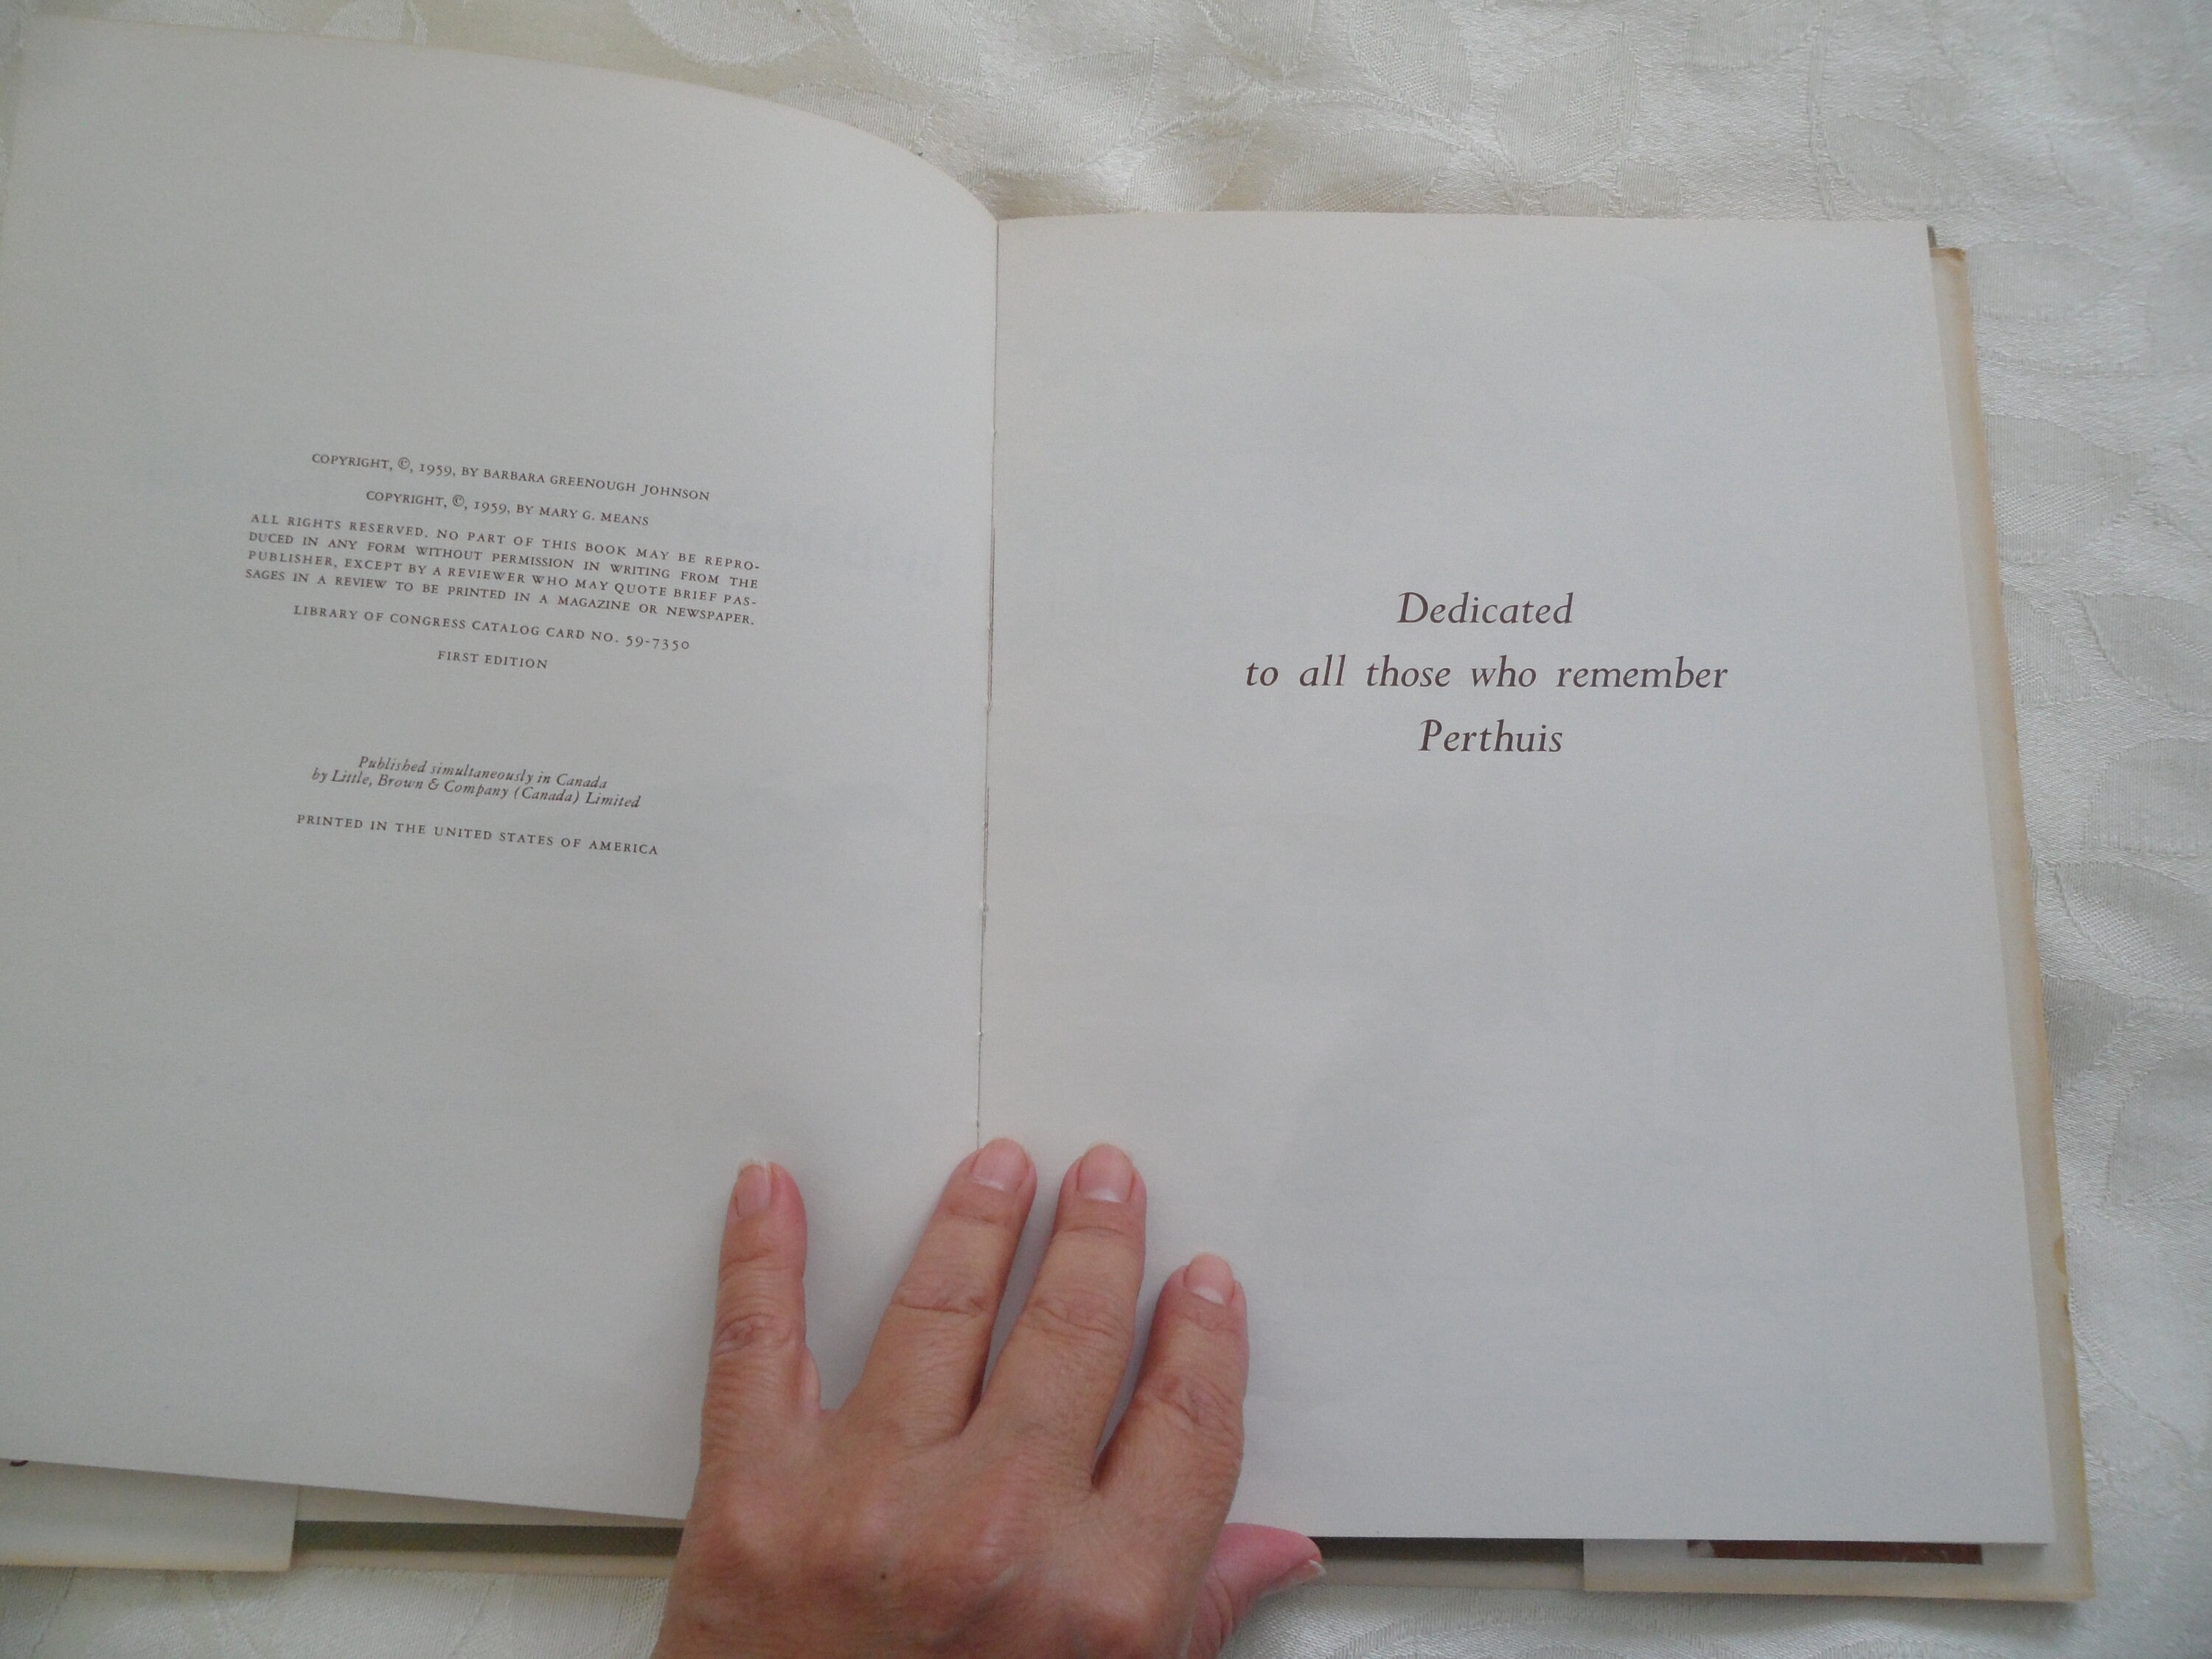 COPYRIGHT, ©, 1959, BY BARBARA GREENOUGH JOHNSON
COPYRIGHT, ©, 1959, BY MARY G. MEANS
ALL RIGHTS RESERVED. NO PART OF THIS BOOK MAY BE REPRO-
DUCED IN ANY FORM WITHOUT PERMISSION IN WRITING FROM THE
PUBLISHER, EXCEPT BY A REVIEWER WHO MAY QUOTE BRIEF PAS-
SAGES IN A REVIEW TO BE PRINTED IN A MAGAZINE OR NEWSPAPER.
LIBRARY OF CONGRESS CATALOG CARD NO. 59-7350
FIRST EDITION
Published simultaneously in Canada
by Little, Brown & Company (Canada) Limited
PRINTED IN THE UNITED STATES OF AMERICA
Dedicated
to all those who remember
Perthuis